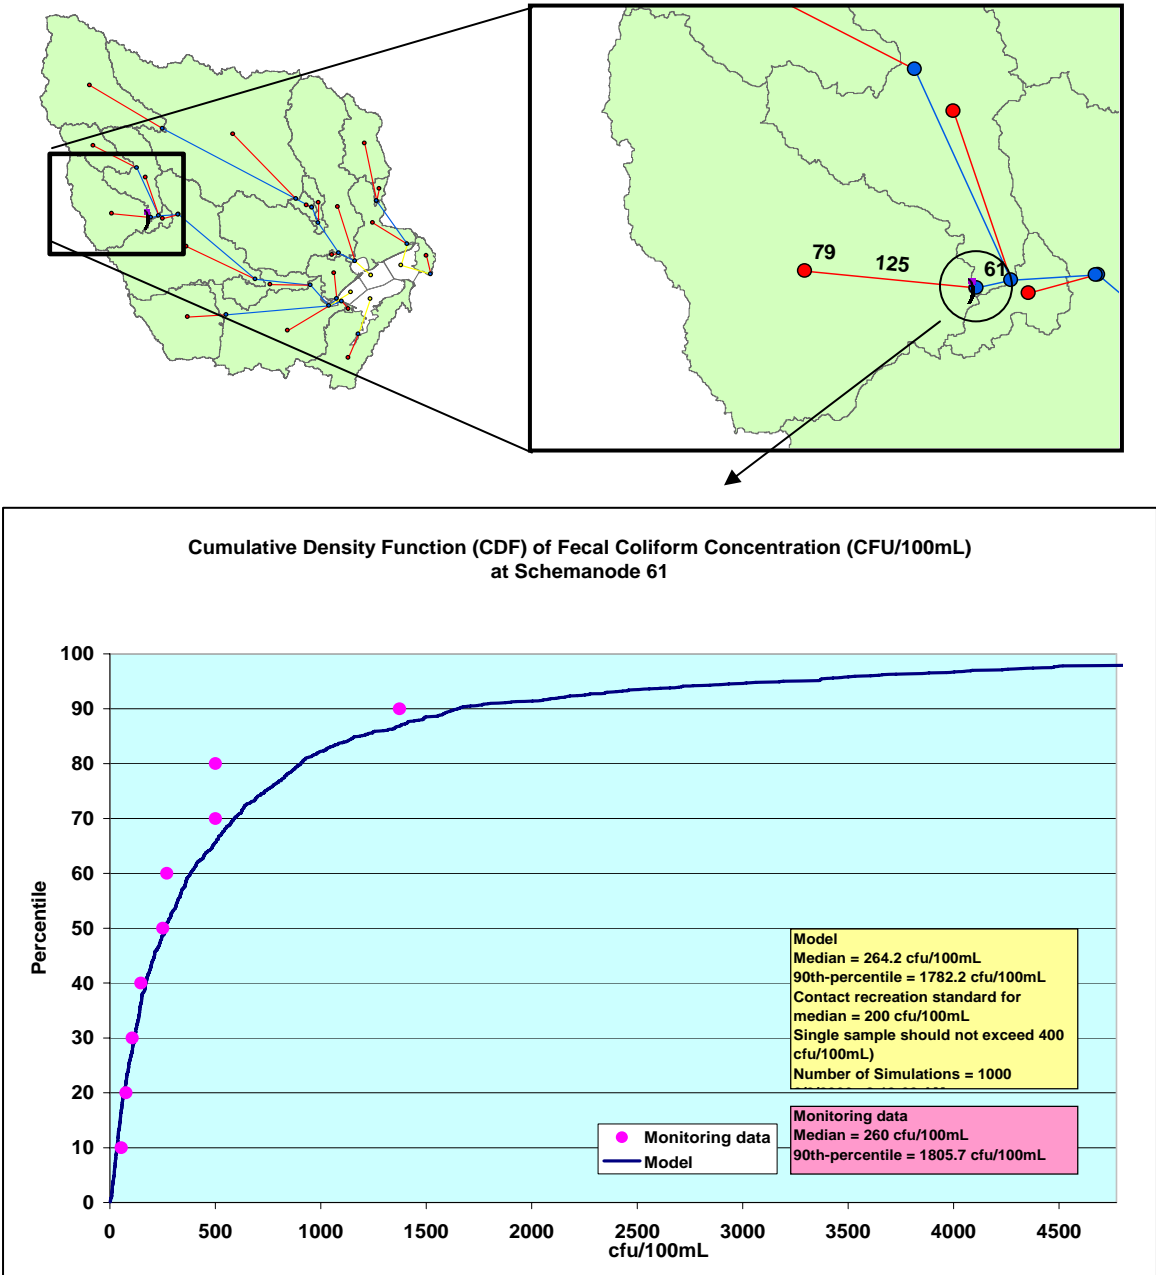 79
125
61
Cumulative Density Function (CDF) of Fecal Coliform Concentration (CFU/100mL)
at Schemanode 61
100
90
80
70
60
50
40
30
20
10
0
Percentile
Model
Median = 264.2 cfu/100mL
90th-percentile = 1782.2 cfu/100mL
Contact recreation standard for
median = 200 cfu/100mL
Single sample should not exceed 400
cfu/100mL)
Number of Simulations = 1000
Monitoring data
Median = 260 cfu/100mL
90th-percentile = 1805.7 cfu/100mL
Monitoring data
Model
0
500
1000
1500
2000
2500
3000
3500
4000
4500
cfu/100mL